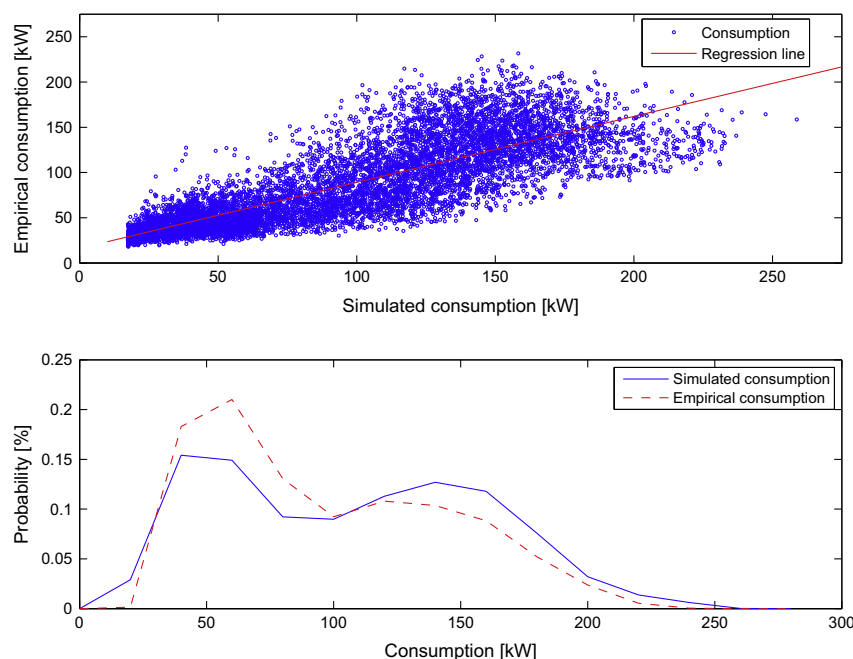 Empirical consumption [kW]
250
200
150
100
50
0
Consumption
Regression line
0 50 100 150 200 250
Simulated consumption [kW]
Probability [%]
0.25
0.2
0.15
0.1
0.05
0
Simulated consumption
Empirical consumption
0 50 100 150 200 250 300
Consumption [kW]